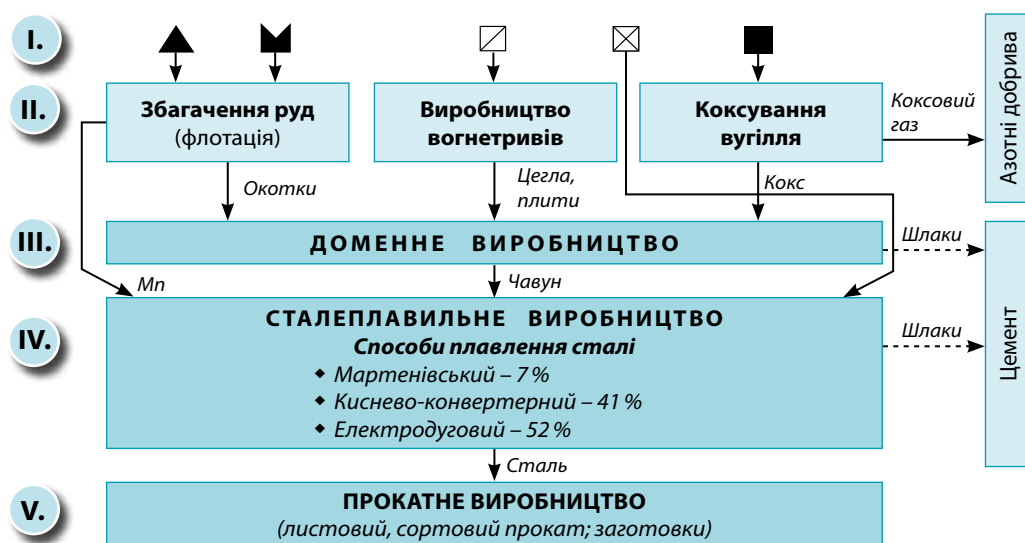 I.
II.
Збагачення руд
(флотація)
Виробництво
вогнетривів
Коксування
вугілля
Коксовий
газ
Азотні добрива
Окотки
Цегла,
плити
Кокс
III.
ДОМЕННЕ ВИРОБНИЦТВО
Шлаки
Мп
Чавун
IV.
СТАЛЕПЛАВИЛЬНЕ ВИРОБНИЦТВО
Способи плавлення сталі
◆ Мартенівський – 7 %
◆ Киснево-конвертерний – 41 %
◆ Електродуговий – 52 %
Шлаки
Цемент
Сталь
V.
ПРОКАТНЕ ВИРОБНИЦТВО
(листовий, сортовий прокат; заготовки)